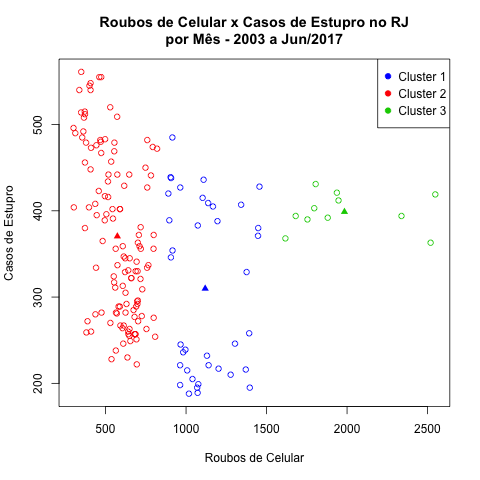 Roubos de Celular x Casos de Estupro no RJ
por Mês - 2003 a Jun/2017
Cluster 1
Cluster 2
Cluster 3
Casos de Estupro
500
400
300
200
500
1000
1500
2000
2500
Roubos de Celular